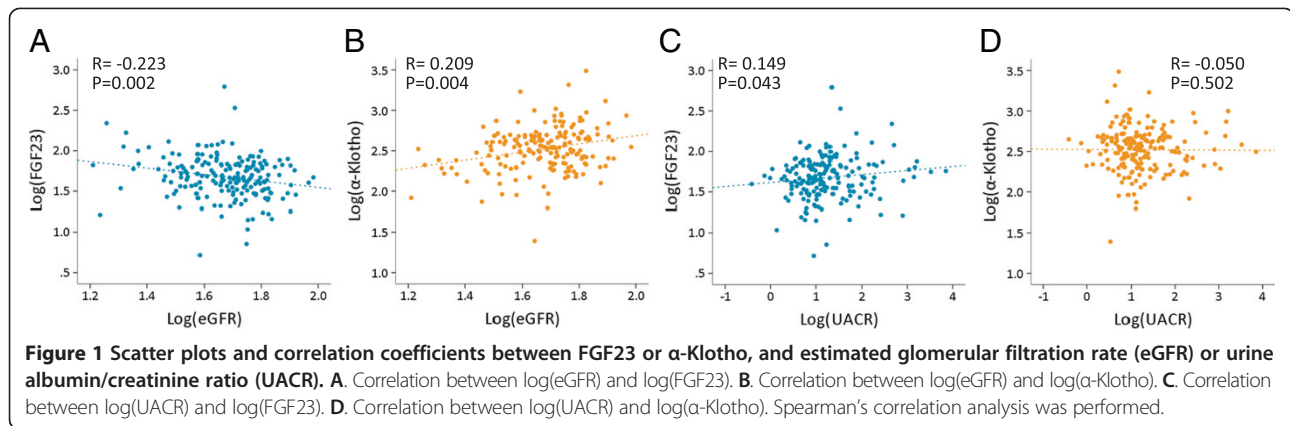 A
R= -0.223
P=0.002
3.0
2.5
2.0
1.5
1.0
.5
Log(FGF23)
1.2 1.4 1.6 1.8 2.0
Log(eGFR)
B
R= 0.209
P=0.004
3.5
3.0
2.5
2.0
1.5
1.0
Log(α-Klotho)
1.2 1.4 1.6 1.8 2.0
Log(eGFR)
C
R= 0.149
P=0.043
3.0
2.5
2.0
1.5
1.0
.5
Log(FGF23)
-1 0 1 2 3 4
Log(UACR)
D
R= -0.050
P=0.502
3.5
3.0
2.5
2.0
1.5
1.0
Log(α-Klotho)
-1 0 1 2 3 4
Log(UACR)
Figure 1 Scatter plots and correlation coefficients between FGF23 or α-Klotho, and estimated glomerular filtration rate (eGFR) or urine
albumin/creatinine ratio (UACR). A. Correlation between log(eGFR) and log(FGF23). B. Correlation between log(eGFR) and log(α-Klotho). C. Correlation
between log(UACR) and log(FGF23). D. Correlation between log(UACR) and log(α-Klotho). Spearman's correlation analysis was performed.